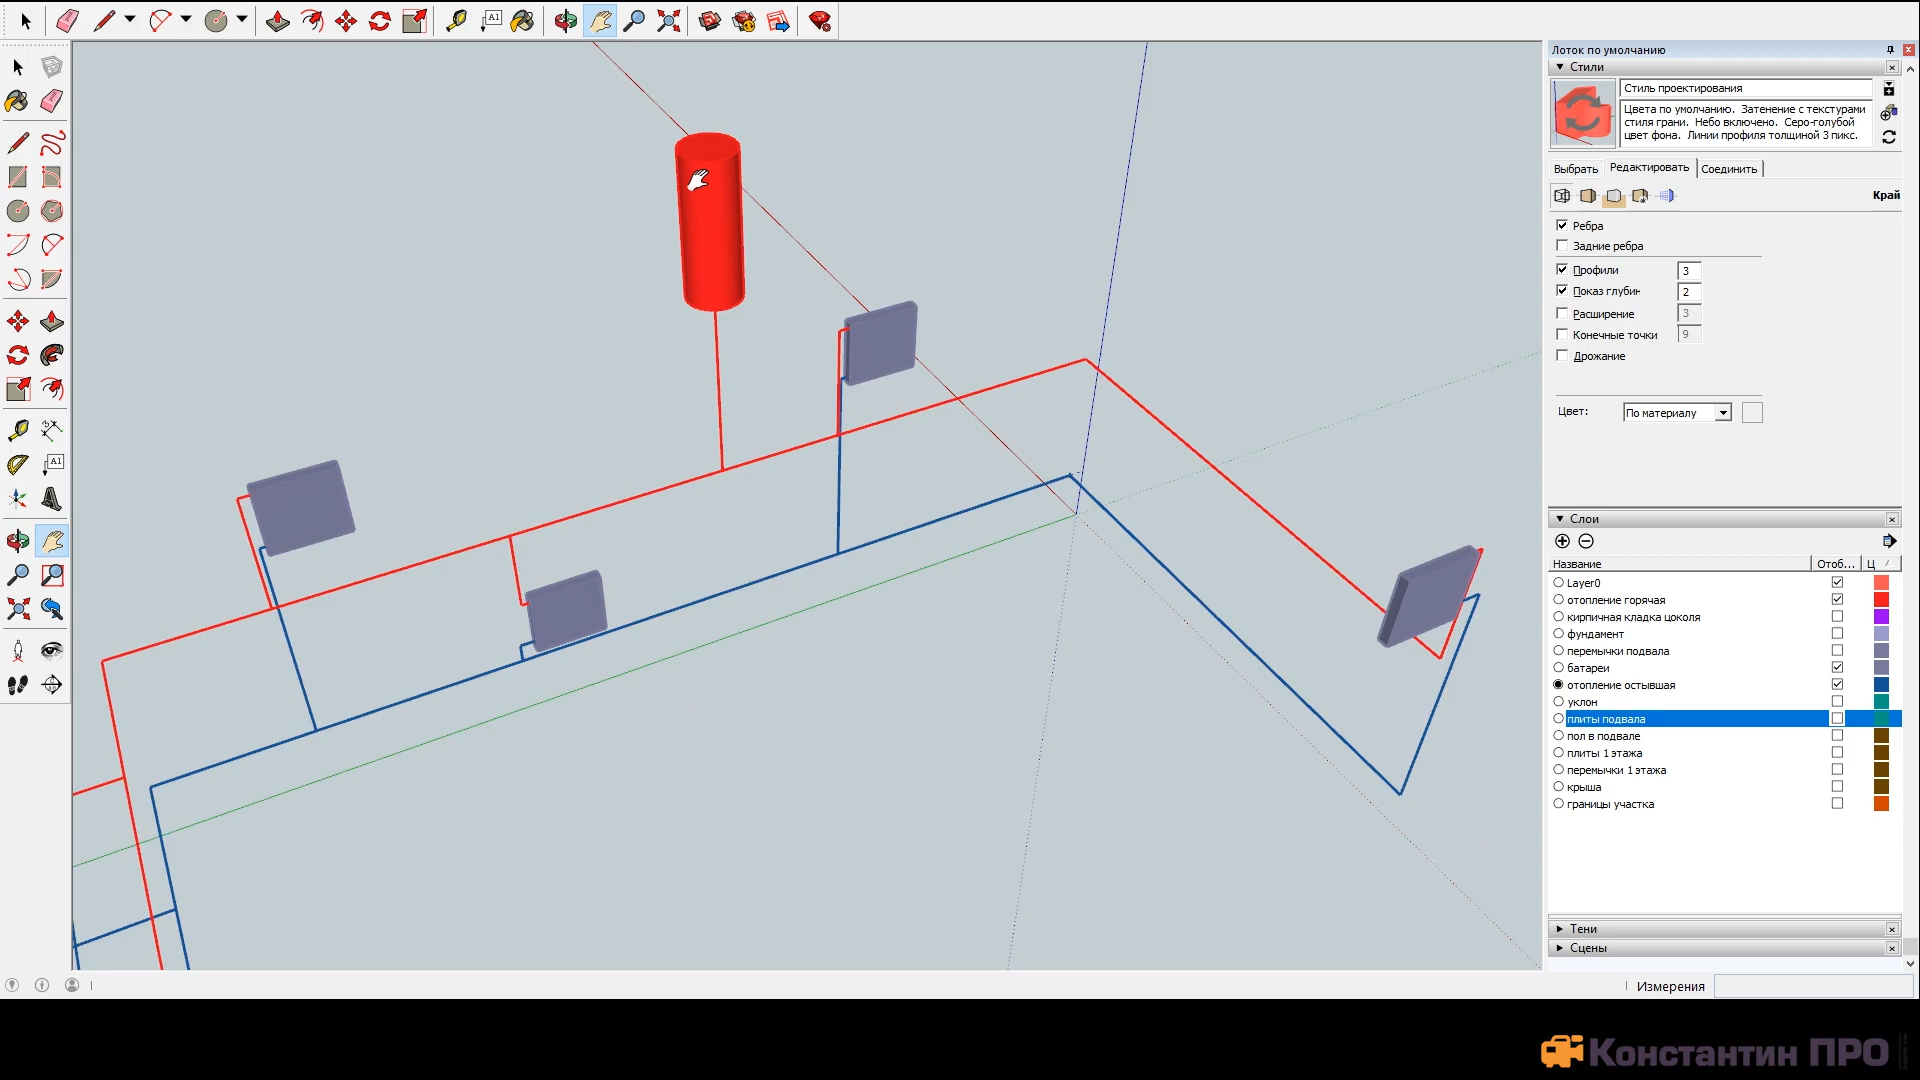 A1
Лоток по умолчанию
Стили
Стиль проектирования
Цвета по умолчанию. Затенение с текстурами
стиля грани. Небо включено. Серо-голубой
цвет фона. Линии профиля толщиной 3 пикс.
Выбрать Редактировать Соединить
Край
Ребра
Задние ребра
Профили 3
Показ глубин 2
Расширение 3
Конечные точки 9
Дрожание
Цвет: По материалу
A1
Слои
Название Отоб... Ц
Layer0
отопление горячая
кирпичная кладка цоколя
фундамент
перемычки подвала
батареи
отопление остывшая
уклон
плиты подвала
пол в подвале
плиты 1 этажа
перемычки 1 этажа
крыша
границы участка
Тени
Сцены
Измерения
Константин ПРО